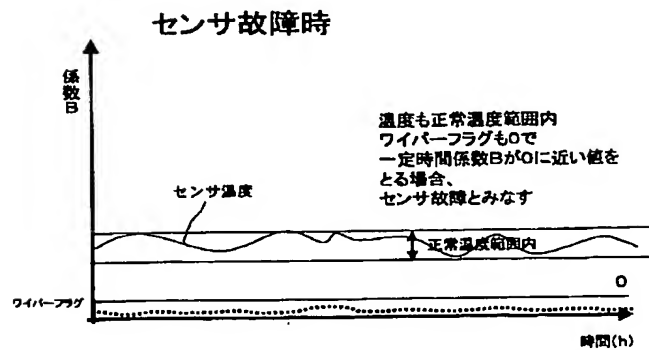 センサ故障時
係数B
温度も正常温度範囲内
ワイパーフラグも0で
一定時間係数Bが0に近い値を
とる場合、
センサ故障とみなす
センサ温度
正常温度範囲内
0
ワイパーフラグ
時間(h)